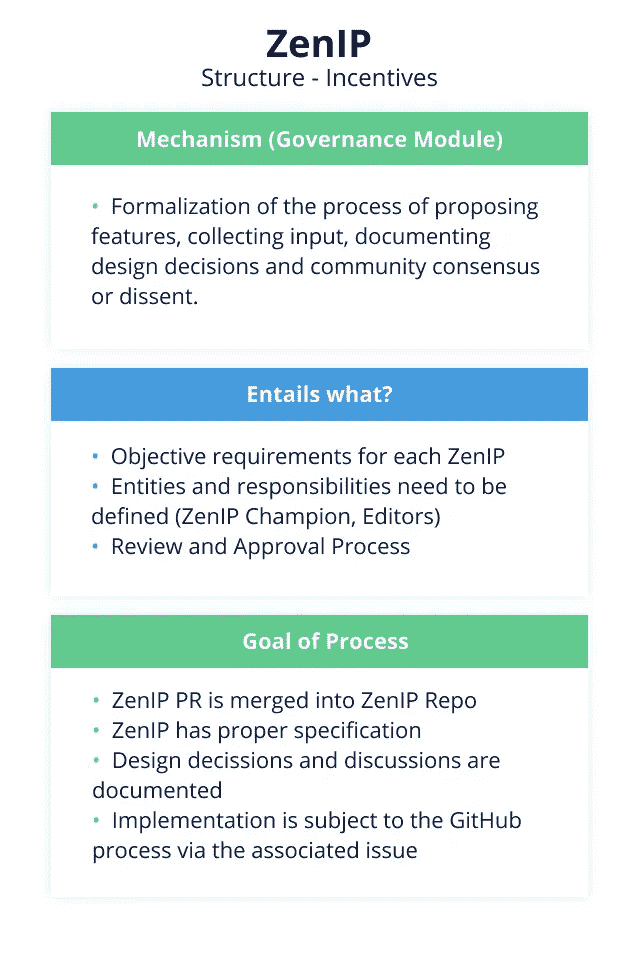 ZenIP
Structure - Incentives
Mechanism (Governance Module)
• Formalization of the process of proposing
features, collecting input, documenting
design decisions and community consensus
or dissent.
Entails what?
• Objective requirements for each ZenIP
• Entities and responsibilities need to be
defined (ZenIP Champion, Editors)
• Review and Approval Process
Goal of Process
• ZenIP PR is merged into ZenIP Repo
• ZenIP has proper specification
• Design decissions and discussions are
documented
• Implementation is subject to the GitHub
process via the associated issue